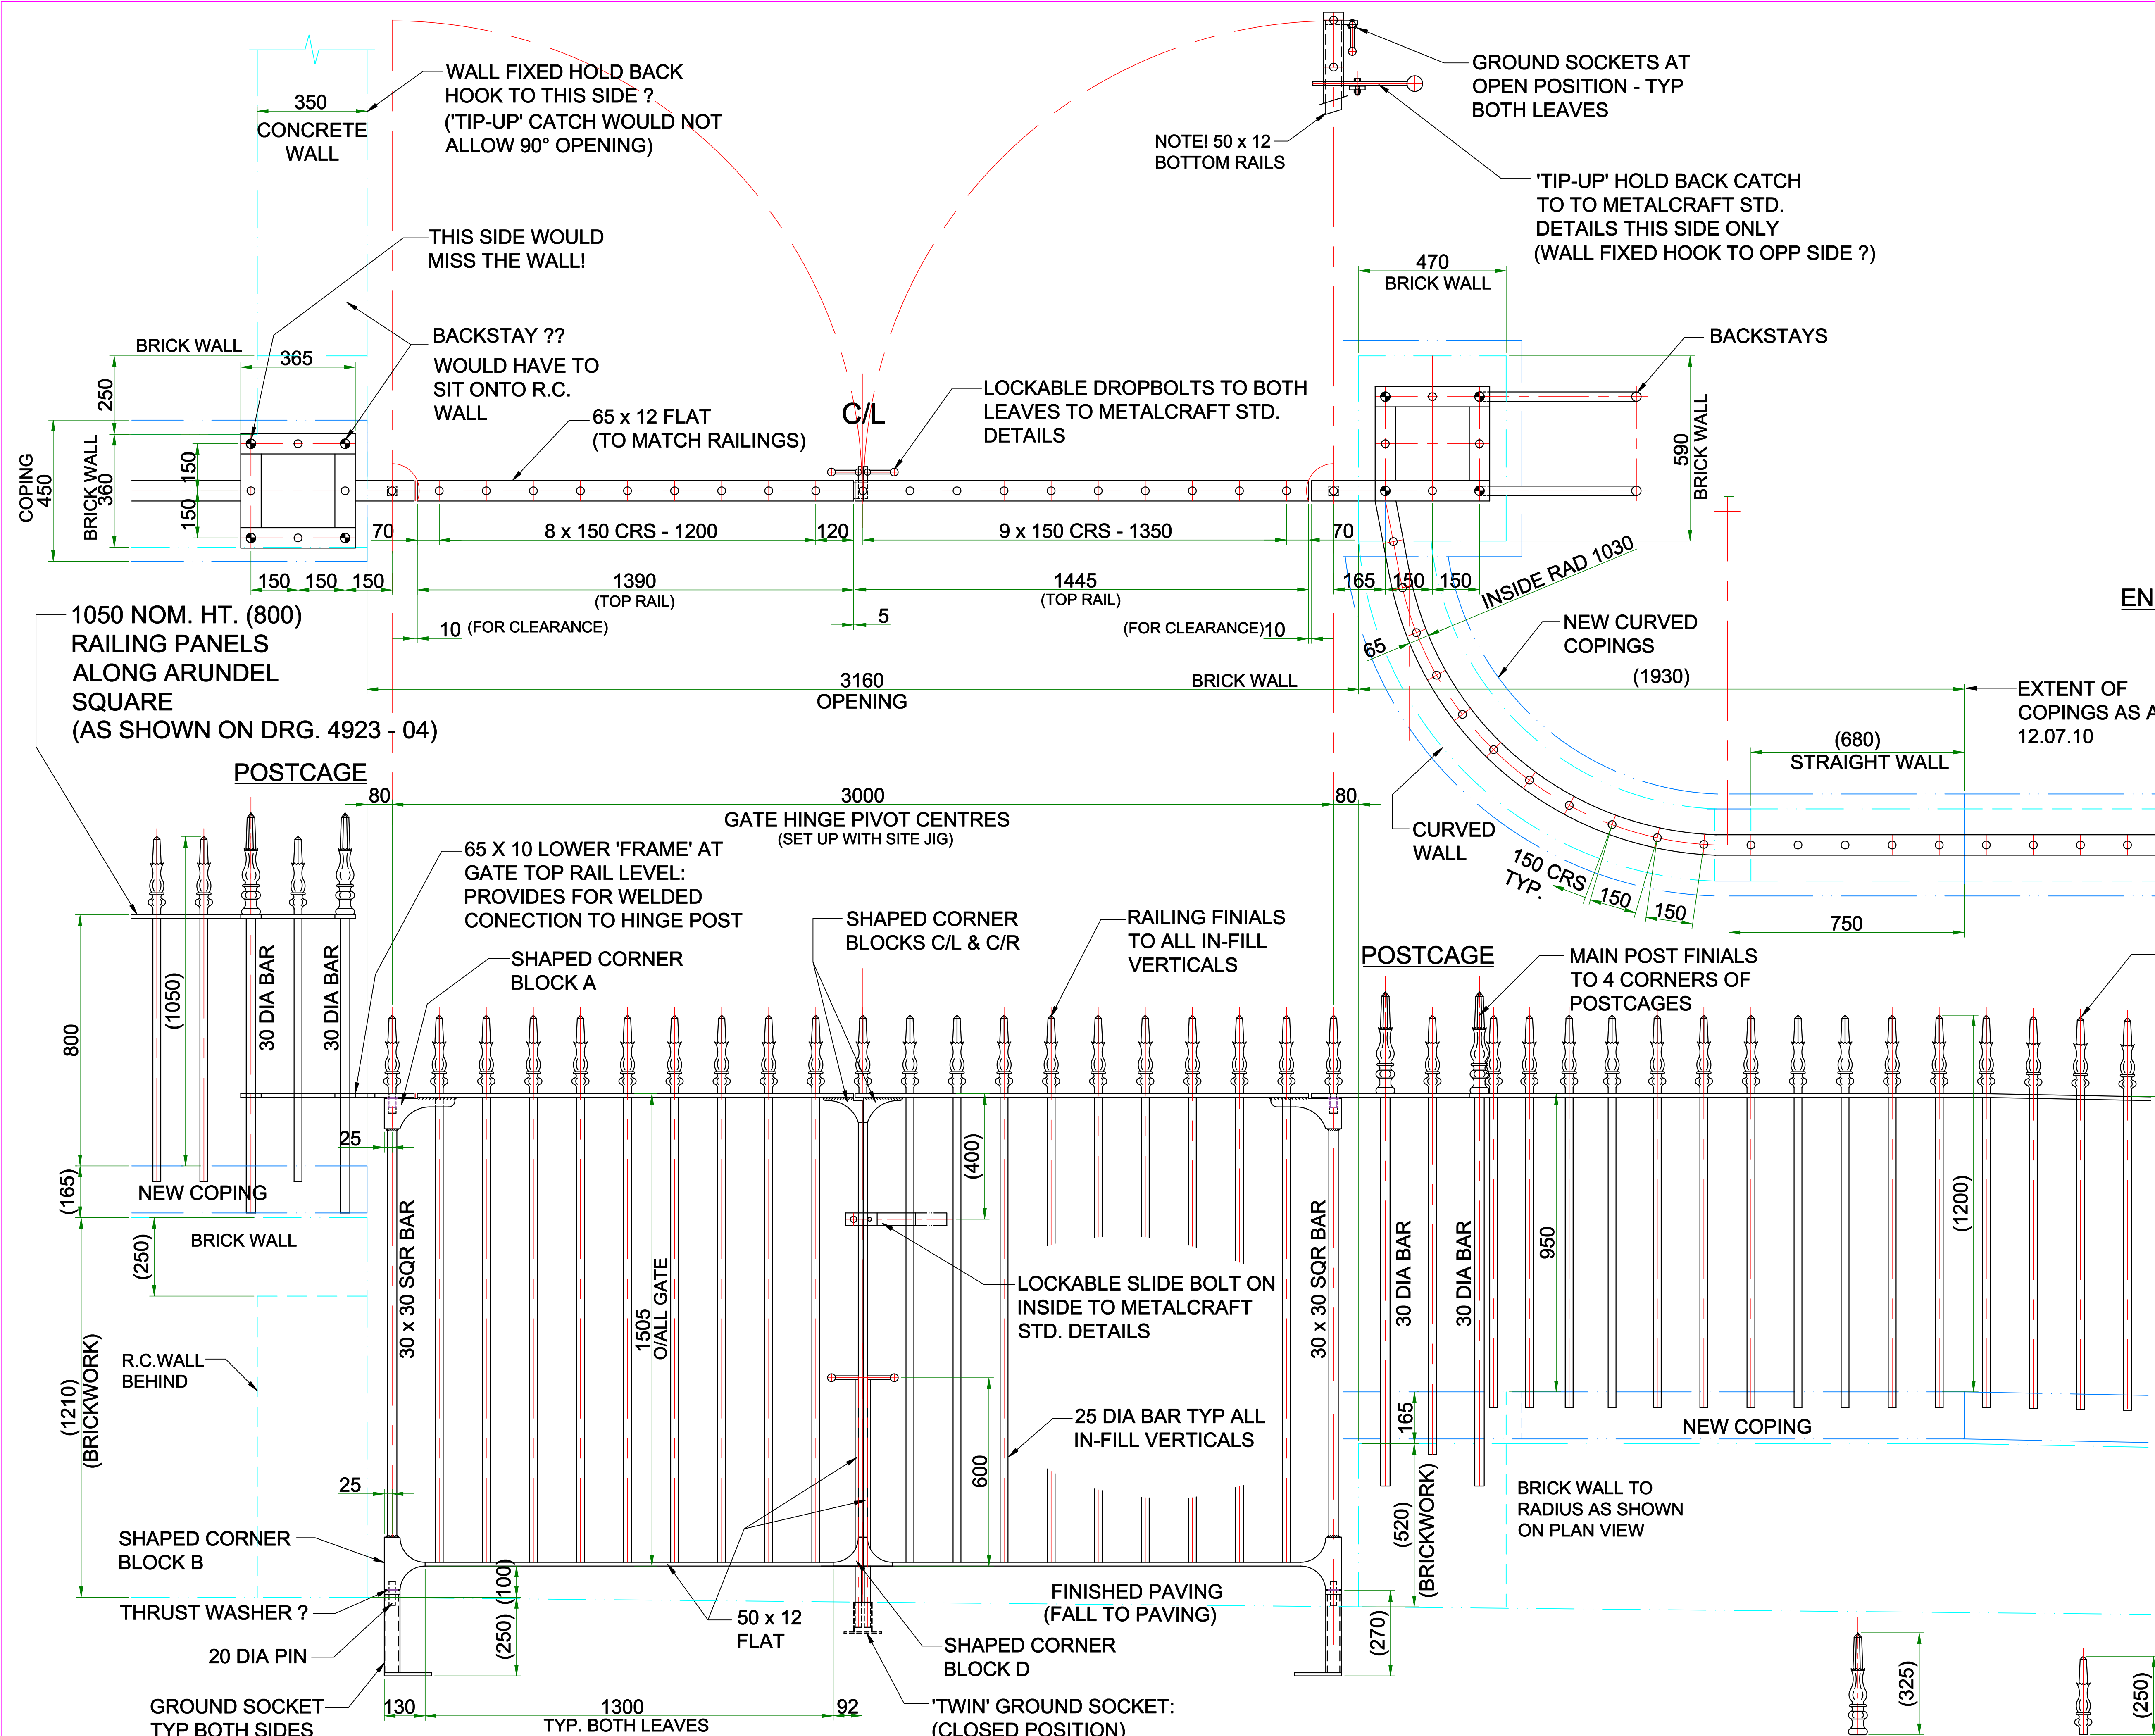 WALL FIXED HOLD BACK
HOOK TO THIS SIDE ?
('TIP-UP' CATCH WOULD NOT
ALLOW 90° OPENING)
350
CONCRETE
WALL
GROUND SOCKETS AT
OPEN POSITION - TYP
BOTH LEAVES
NOTE! 50 x 12
BOTTOM RAILS
'TIP-UP' HOLD BACK CATCH
TO TO METALCRAFT STD.
DETAILS THIS SIDE ONLY
(WALL FIXED HOOK TO OPP SIDE ?)
THIS SIDE WOULD
MISS THE WALL!
470
BRICK WALL
BACKSTAY ??
WOULD HAVE TO
SIT ONTO R.C.
WALL
BRICK WALL
365
250
BACKSTAYS
LOCKABLE DROPBOLTS TO BOTH
LEAVES TO METALCRAFT STD.
DETAILS
C/L
65 x 12 FLAT
(TO MATCH RAILINGS)
590
BRICK WALL
COPING
450
BRICK WALL
360
150
150
70
8 x 150 CRS - 1200
120
9 x 150 CRS - 1350
70
150
150
150
1390
(TOP RAIL)
1445
(TOP RAIL)
165
150
150
INSIDE RAD 1030
10
(FOR CLEARANCE)
5
(FOR CLEARANCE)
10
65
EN
1050 NOM. HT. (800)
RAILING PANELS
ALONG ARUNDEL
SQUARE
(AS SHOWN ON DRG. 4923 - 04)
NEW CURVED
COPINGS
3160
OPENING
BRICK WALL
(1930)
EXTENT OF
COPINGS AS A
12.07.10
(680)
STRAIGHT WALL
POSTCAGE
80
3000
80
GATE HINGE PIVOT CENTRES
(SET UP WITH SITE JIG)
CURVED
WALL
150 CRS
TYP.
150
150
750
65 X 10 LOWER 'FRAME' AT
GATE TOP RAIL LEVEL:
PROVIDES FOR WELDED
CONECTION TO HINGE POST
SHAPED CORNER
BLOCKS C/L & C/R
RAILING FINIALS
TO ALL IN-FILL
VERTICALS
SHAPED CORNER
BLOCK A
POSTCAGE
MAIN POST FINIALS
TO 4 CORNERS OF
POSTCAGES
800
(1050)
30 DIA BAR
30 DIA BAR
25
(400)
(165)
NEW COPING
BRICK WALL
(250)
30 x 30 SQR BAR
1505
O/ALL GATE
LOCKABLE SLIDE BOLT ON
INSIDE TO METALCRAFT
STD. DETAILS
30 x 30 SQR BAR
30 DIA BAR
30 DIA BAR
950
(1200)
R.C.WALL
BEHIND
(1210)
(BRICKWORK)
25 DIA BAR TYP ALL
IN-FILL VERTICALS
600
165
NEW COPING
25
(520)
(BRICKWORK)
BRICK WALL TO
RADIUS AS SHOWN
ON PLAN VIEW
SHAPED CORNER
BLOCK B
(100)
THRUST WASHER ?
20 DIA PIN
(250)
50 x 12
FLAT
FINISHED PAVING
(FALL TO PAVING)
SHAPED CORNER
BLOCK D
(270)
(325)
(250)
GROUND SOCKET
TYP BOTH SIDES
130
1300
92
TYP. BOTH LEAVES
'TWIN' GROUND SOCKET:
(CLOSED POSITION)